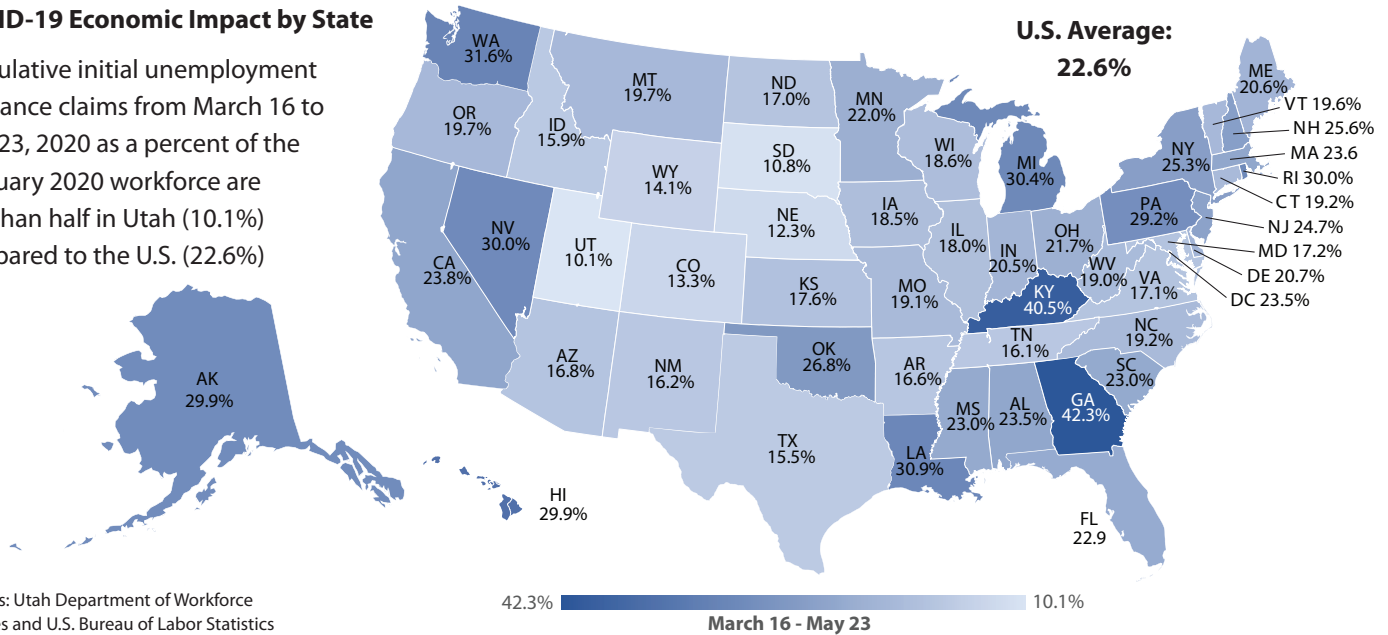 ID-19 Economic Impact by State
ulative initial unemployment
ance claims from March 16 to
23, 2020 as a percent of the
uary 2020 workforce are
han half in Utah (10.1%)
pared to the U.S. (22.6%)
U.S. Average:
22.6%
WA
31.6%
OR
19.7%
ID
15.9%
MT
19.7%
ND
17.0%
MN
22.0%
SD
10.8%
WI
18.6%
MI
30.4%
WY
14.1%
NE
12.3%
IA
18.5%
IL
18.0%
IN
20.5%
OH
21.7%
NV
30.0%
UT
10.1%
CO
13.3%
CA
23.8%
KS
17.6%
MO
19.1%
KY
40.5%
WV
19.0%
VA
17.1%
NY
25.3%
PA
29.2%
ME
20.6%
VT 19.6%
NH 25.6%
MA 23.6
RI 30.0%
CT 19.2%
NJ 24.7%
MD 17.2%
DE 20.7%
DC 23.5%
AZ
16.8%
NM
16.2%
OK
26.8%
AR
16.6%
TN
16.1%
NC
19.2%
SC
23.0%
MS
23.0%
AL
23.5%
GA
42.3%
TX
15.5%
LA
30.9%
FL
22.9
AK
29.9%
HI
29.9%
42.3%
10.1%
March 16 - May 23
s: Utah Department of Workforce
es and U.S. Bureau of Labor Statistics